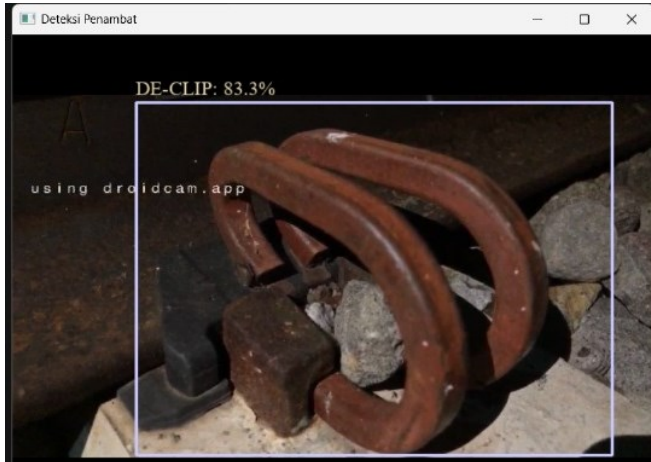 Deteksi Penambat
DE-CLIP: 83.3%
A
using droidcam.app